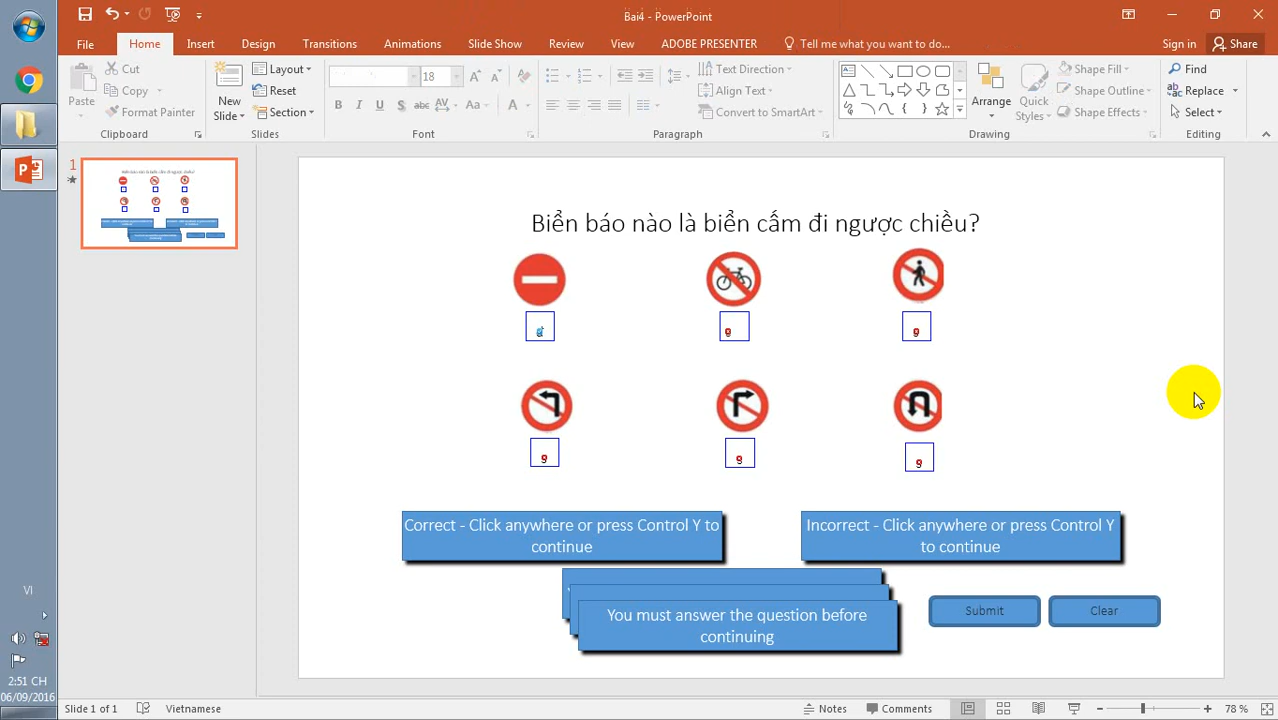 Bai4 - PowerPoint
File Home Insert Design Transitions Animations Slide Show Review View ADOBE PRESENTER Tell me what you want to do... Sign in Share
Paste
Cut
Copy
Format Painter
Clipboard
New Slide
Layout
Reset
Section
Slides
18
Font
Paragraph
Text Direction
Align Text
Convert to SmartArt
Arrange
Quick Styles
Shape Fill
Shape Outline
Shape Effects
Drawing
Find
Replace
Select
Editing
1
Biển báo nào là biển cấm đi ngược chiều?
Correct - Click anywhere or press Control Y to
continue
Incorrect - Click anywhere or press Control Y
to continue
You must answer the question before
continuing
Submit
Clear
VI
2:51 CH
06/09/2016
Slide 1 of 1 Vietnamese Notes Comments 78 %